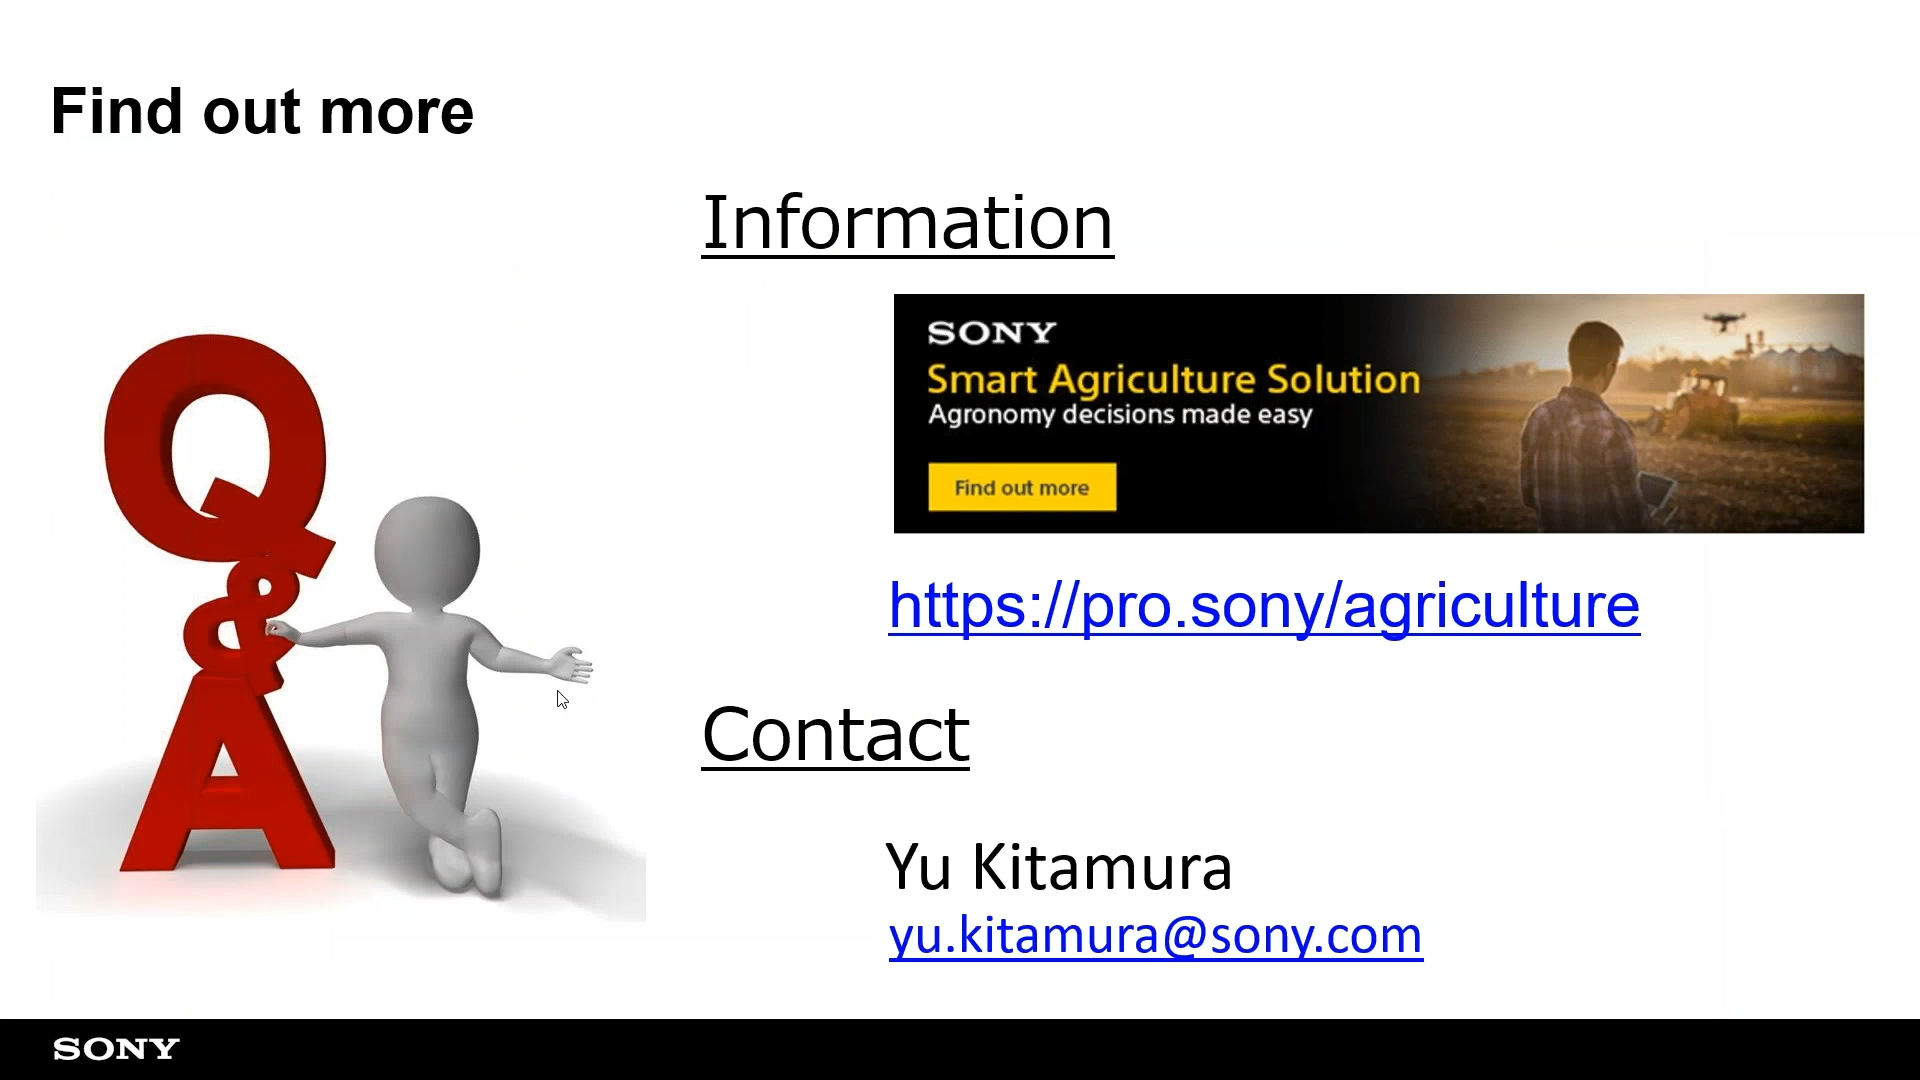 Find out more
Information
SONY
Smart Agriculture Solution
Agronomy decisions made easy
Find out more
https://pro.sony/agriculture
Q
&
A
Contact
Yu Kitamura
yu.kitamura@sony.com
SONY